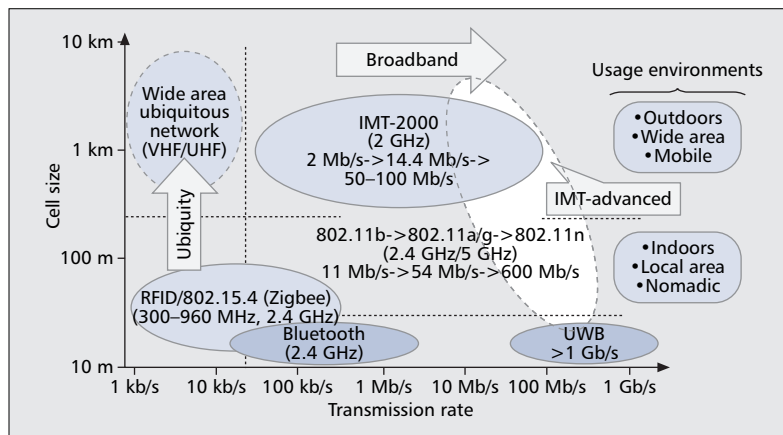 10 km
1 km
100 m
10 m
Cell size
Wide area
ubiquitous
network
(VHF/UHF)
Ubiquity
Broadband
IMT-2000
(2 GHz)
2 Mb/s->14.4 Mb/s->
50–100 Mb/s
IMT-advanced
802.11b->802.11a/g->802.11n
(2.4 GHz/5 GHz)
11 Mb/s->54 Mb/s->600 Mb/s
RFID/802.15.4 (Zigbee)
(300–960 MHz, 2.4 GHz)
Bluetooth
(2.4 GHz)
UWB
>1 Gb/s
Usage environments
•Outdoors
•Wide area
•Mobile
•Indoors
•Local area
•Nomadic
1 kb/s 10 kb/s 100 kb/s 1 Mb/s 10 Mb/s 100 Mb/s 1 Gb/s
Transmission rate